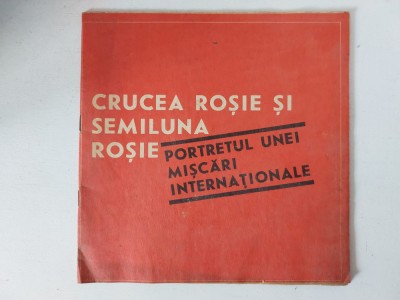 CRUCEA ROȘIE ȘI
SEMILUNA
ROȘIE
PORTRETUL UNEI
MIȘCĂRI
INTERNAȚIONALE